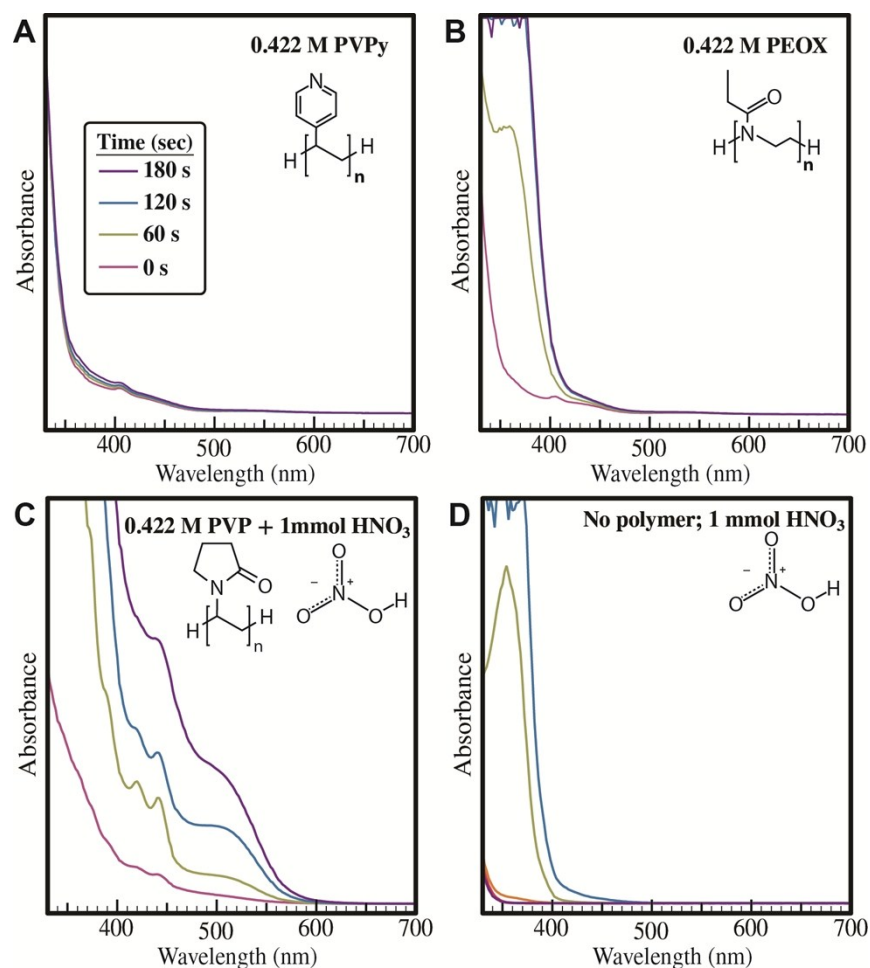 A
0.422 M PVPy
N
H
H
n
Time (sec)
180 s
120 s
60 s
0 s
Absorbance
400
500
600
700
Wavelength (nm)
B
0.422 M PEOX
O
H
N
H
n
Absorbance
400
500
600
700
Wavelength (nm)
C
0.422 M PVP + 1mmol HNO3
N
O
H
H
n
O
−
N
+
O
O
H
Absorbance
400
500
600
700
Wavelength (nm)
D
No polymer; 1 mmol HNO3
O
−
N
+
O
O
H
Absorbance
400
500
600
700
Wavelength (nm)